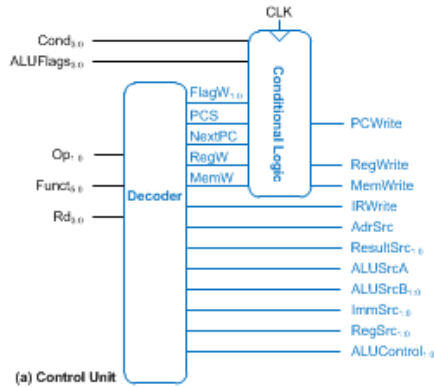 CLK
Cond3:0
ALUFlags3:0
Conditional Logic
FlagW1:0
PCS
PCWrite
NextPC
Op1:0
RegW
RegWrite
Funct5:0
Decoder
MemW
MemWrite
IRWrite
Rd3:0
AdrSrc
ResultSrc1:0
ALUSrcA
ALUSrcB1:0
ImmSrc1:0
RegSrc1:0
ALUControl1:0
(a) Control Unit